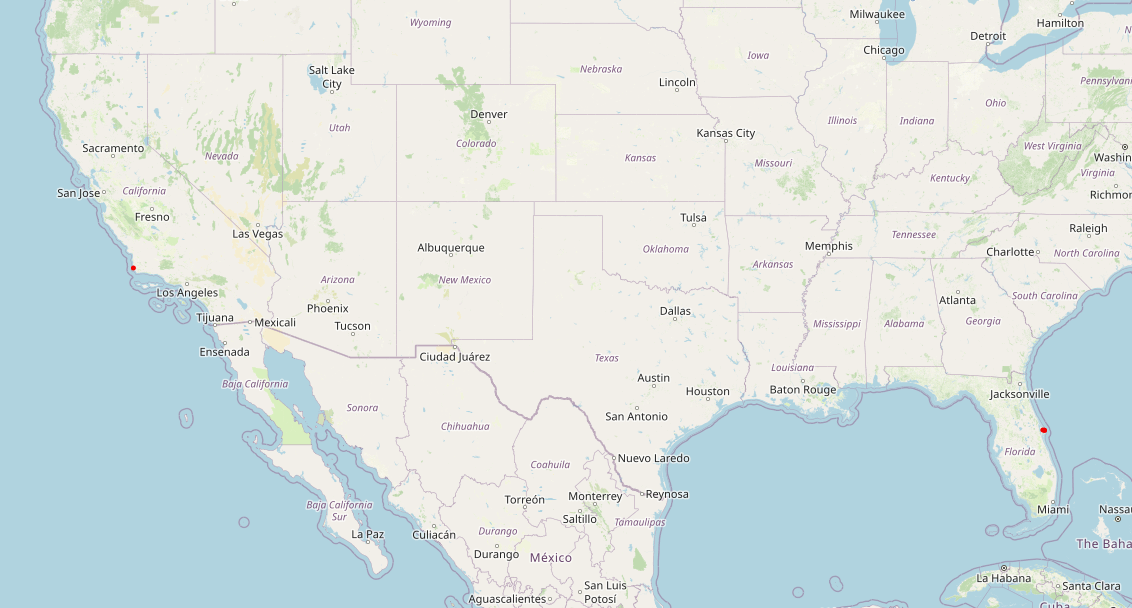 Wyoming
Milwaukee
Hamilton
Detroit
Chicago
Iowa
Salt Lake
City
Nebraska
Lincoln
Pennsylvani
Ohio
Denver
Utah
Illinois
Indiana
Kansas City
Sacramento
Nevada
Colorado
Kansas
Missouri
West Virginia
Washin
Virginia
Kentucky
San Jose
California
Richmon
Fresno
Las Vegas
Tulsa
Tennessee
Raleigh
Albuquerque
Oklahoma
Memphis
Charlotte
North Carolina
Arkansas
Arizona
New Mexico
Los Angeles
South Carolina
Atlanta
Phoenix
Dallas
Tijuana
Mexicali
Tucson
Mississippi
Alabama
Georgia
Ensenada
Ciudad Juárez
Texas
Louisiana
Baja California
Austin
Houston
Baton Rouge
Jacksonville
Sonora
San Antonio
Chihuahua
Florida
Nuevo Laredo
Coahuila
Torreón
Monterrey
Reynosa
Baja California
Sur
Miami
Nassau
Saltillo
Tamaulipas
La Paz
Culiacán
Durango
The Baha
Durango
México
La Habana
San Luis
Potosí
Santa Clara
Aguascalientes
Cuba